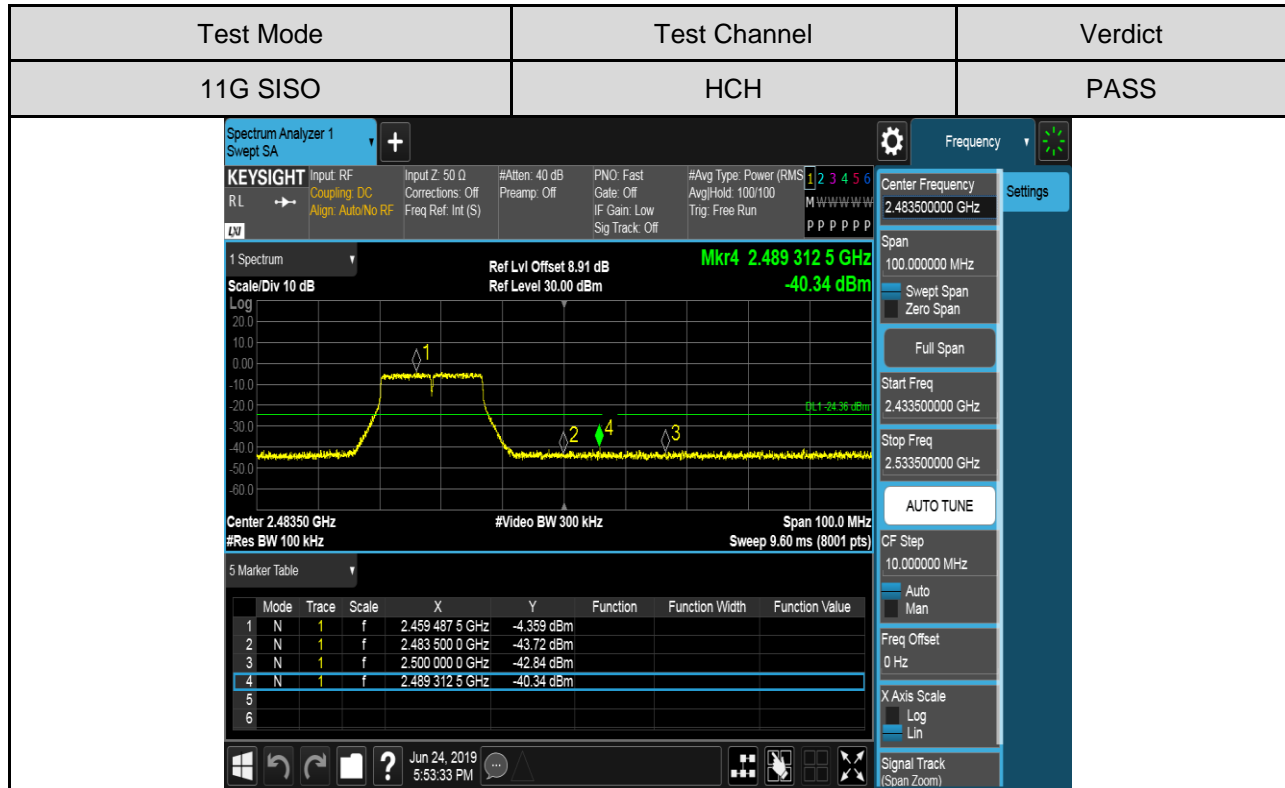 Test Mode Test Channel Verdict
11G SISO HCH PASS
Spectrum Analyzer 1
Swept SA
Frequency
KEYSIGHT Input: RF Input Z: 50 Ω #Atten: 40 dB PNO: Fast #Avg Type: Power (RMS 1 2 3 4 5 6
RL Coupling: DC Corrections: Off Preamp: Off Gate: Off Avg|Hold: 100/100 M W W W W W
Align: Auto/No RF Freq Ref: Int (S) IF Gain: Low Trig: Free Run
LXI Sig Track: Off P P P P P P
1 Spectrum Ref Lvl Offset 8.91 dB Mkr4 2.489 312 5 GHz
Scale/Div 10 dB Ref Level 30.00 dBm -40.34 dBm
Log
20.0
10.0
0.00
-10.0
-20.0
-30.0
-40.0
-50.0
-60.0
1
DL1 -24.36 dBm
2 4 3
Center 2.48350 GHz #Video BW 300 kHz Span 100.0 MHz
#Res BW 100 kHz Sweep 9.60 ms (8001 pts)
5 Marker Table
Mode Trace Scale X Y Function Function Width Function Value
1 N 1 f 2.459 487 5 GHz -4.359 dBm
2 N 1 f 2.483 500 0 GHz -43.72 dBm
3 N 1 f 2.500 000 0 GHz -42.84 dBm
4 N 1 f 2.489 312 5 GHz -40.34 dBm
5
6
Jun 24, 2019
5:53:33 PM
Center Frequency
2.483500000 GHz
Settings
Span
100.000000 MHz
Swept Span
Zero Span
Full Span
Start Freq
2.433500000 GHz
Stop Freq
2.533500000 GHz
AUTO TUNE
CF Step
10.000000 MHz
Auto
Man
Freq Offset
0 Hz
X Axis Scale
Log
Lin
Signal Track
(Span Zoom)